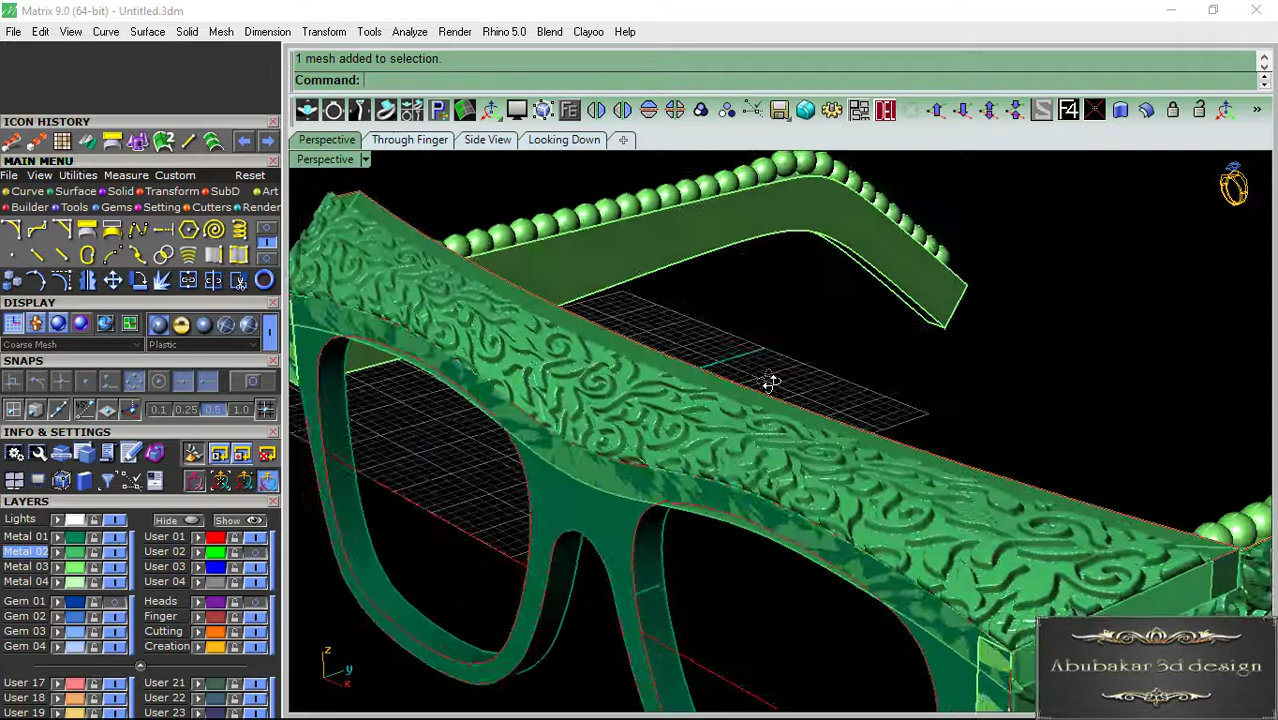 Matrix 9.0 (64-bit) - Untitled.3dm
File Edit View Curve Surface Solid Mesh Dimension Transform Tools Analyze Render Rhino 5.0 Blend Clayoo Help
1 mesh added to selection.
Command:
ICON HISTORY
MAIN MENU
File View Utilities Measure Custom Reset
Curve Surface Solid Transform SubD Art
Builder Tools Gems Setting Cutters Render
DISPLAY
Coarse Mesh Plastic
SNAPS
0.1 0.25 0.5 1.0
INFO & SETTINGS
LAYERS
Lights Hide Show
Metal 01 User 01
Metal 02 User 02
Metal 03 User 03
Metal 04 User 04
Gem 01 Heads
Gem 02 Finger
Gem 03 Cutting
Gem 04 Creation
User 17 User 21
User 18 User 22
User 19 User 23
F4
Perspective Through Finger Side View Looking Down
Perspective
z
y
x
Abubakar 3d design